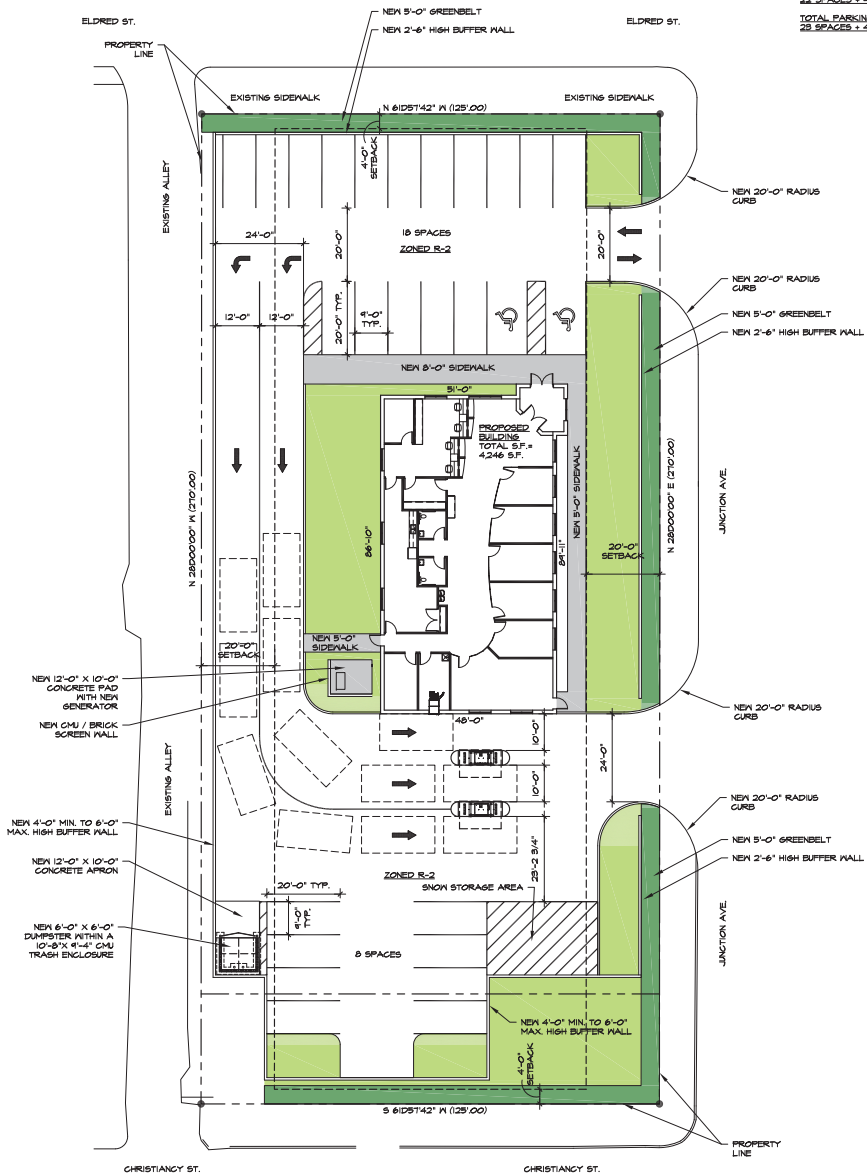 22 SPACES +
TOTAL PARKIN
28 SPACES + 4
NEW 5'-0" GREENBELT
NEW 2'-6" HIGH BUFFER WALL
ELDRED ST.
ELDRED ST.
PROPERTY
LINE
EXISTING SIDEWALK
EXISTING SIDEWALK
N 61D57'42" W (125'.00)
4'-0"
SETBACK
EXISTING ALLEY
NEW 20'-0" RADIUS
CURB
18 SPACES
ZONED R-2
24'-0"
20'-0"
20'-0"
12'-0"
12'-0"
20'-0" TYP.
9'-0"
TYP.
NEW 20'-0" RADIUS
CURB
NEW 5'-0" GREENBELT
NEW 2'-6" HIGH BUFFER WALL
NEW 8'-0" SIDEWALK
51'-0"
PROPOSED
BUILDING
TOTAL S.F.=
4,246 S.F.
N 28D00'00" W (270'.00)
86'-10"
89'-11"
NEW 5'-0" SIDEWALK
20'-0"
SETBACK
N 28D00'00" E (270'.00)
JUNCTION AVE.
NEW 5'-0"
SIDEWALK
20'-0"
SETBACK
NEW 12'-0" X 10'-0"
CONCRETE PAD
WITH NEW
GENERATOR
NEW CMU / BRICK
SCREEN WALL
48'-0"
10'-0"
10'-0"
24'-0"
NEW 20'-0" RADIUS
CURB
EXISTING ALLEY
NEW 20'-0" RADIUS
CURB
NEW 4'-0" MIN. TO 6'-0"
MAX. HIGH BUFFER WALL
NEW 5'-0" GREENBELT
NEW 2'-6" HIGH BUFFER WALL
23'-2 3/4"
NEW 12'-0" X 10'-0"
CONCRETE APRON
ZONED R-2
20'-0" TYP.
SNOW STORAGE AREA
9'-0"
TYP.
NEW 6'-0" X 6'-0"
DUMPSTER WITHIN A
10'-8"X 9'-4" CMU
TRASH ENCLOSURE
8 SPACES
JUNCTION AVE.
NEW 4'-0" MIN. TO 6'-0"
MAX. HIGH BUFFER WALL
4'-0"
SETBACK
S 61D57'42" W (125'.00)
PROPERTY
LINE
CHRISTIANCY ST.
CHRISTIANCY ST.